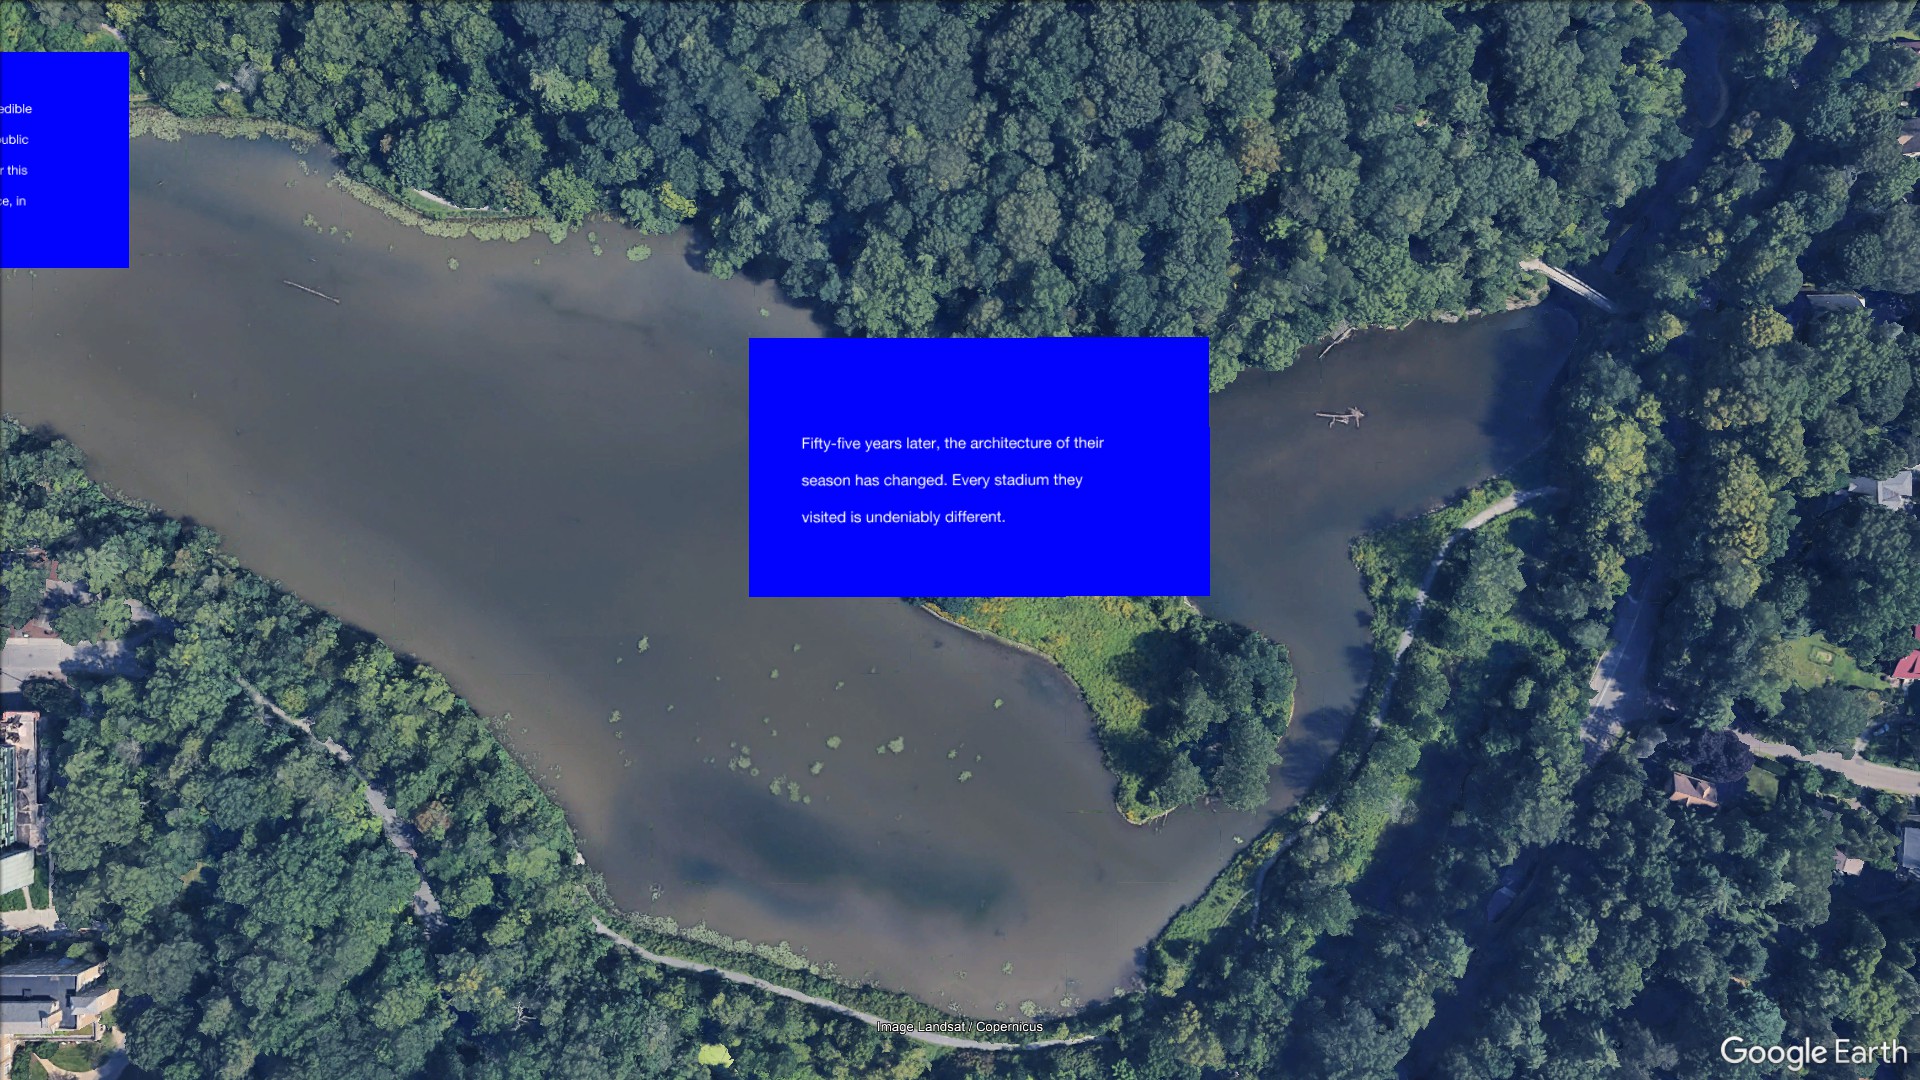 edible
ublic
r this
e, in
Fifty-five years later, the architecture of their
season has changed. Every stadium they
visited is undeniably different.
Image Landsat / Copernicus
Google Earth